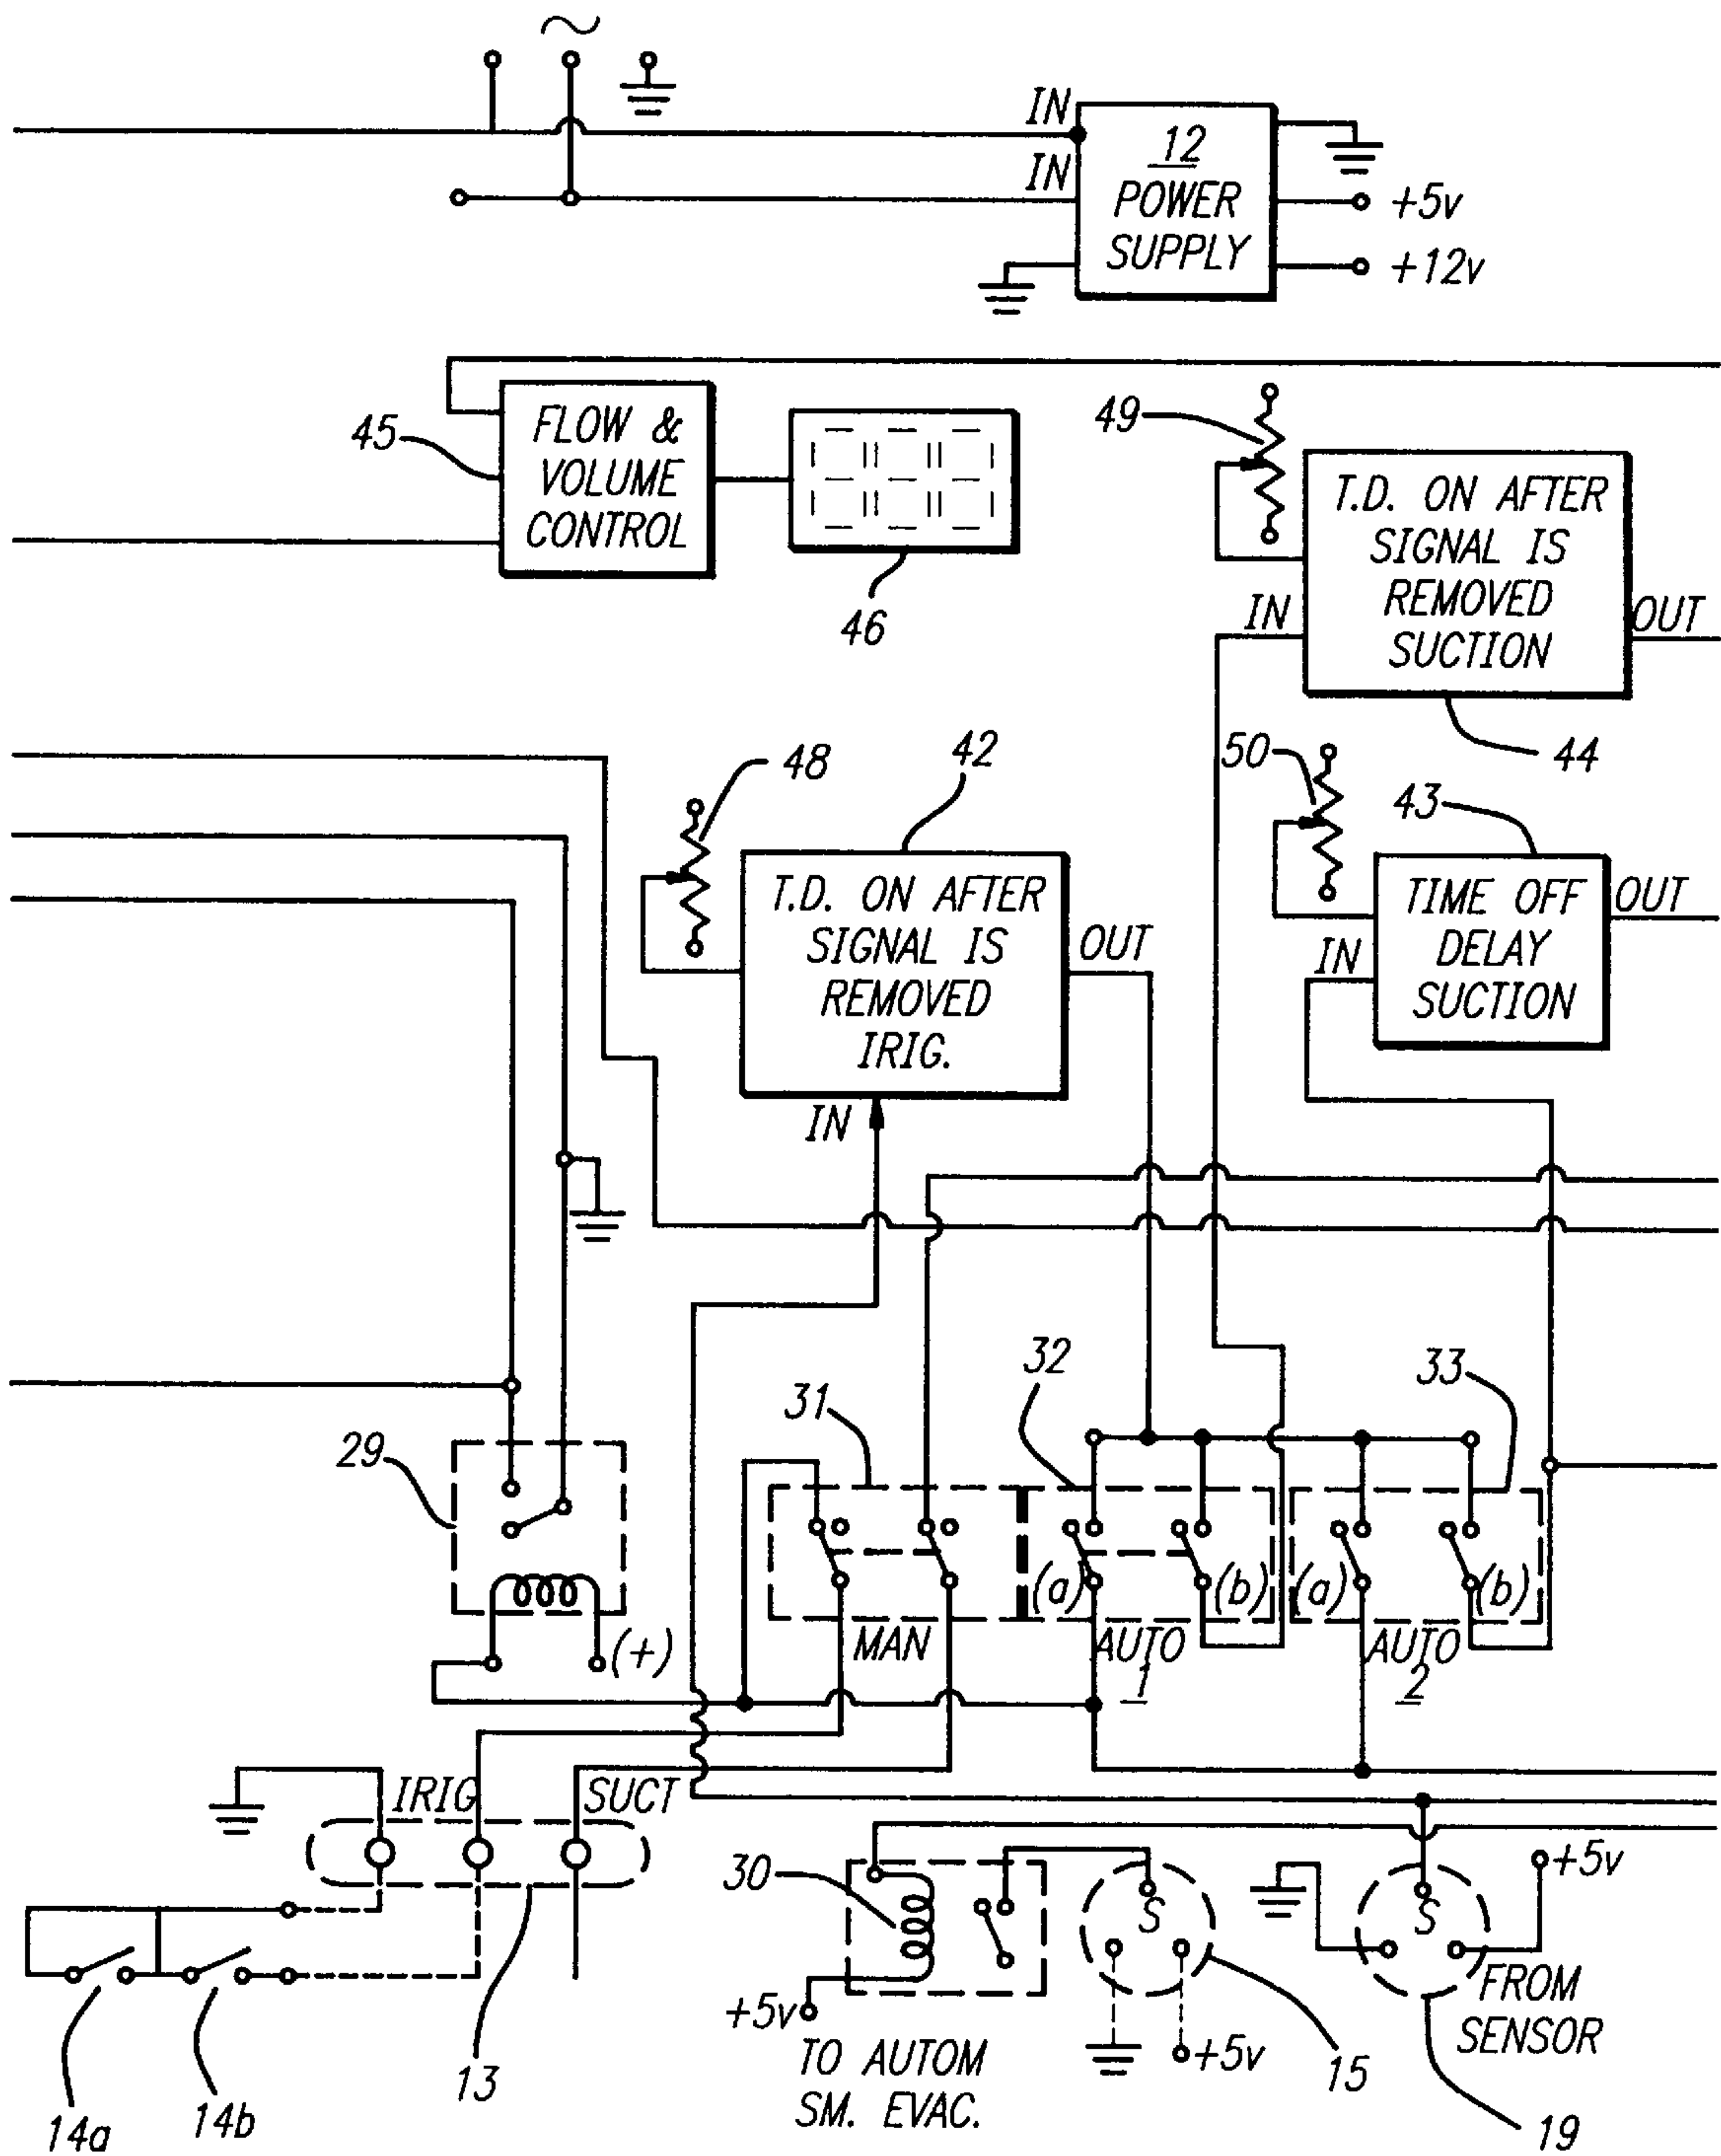 ~
IN
12
IN
POWER
SUPPLY
+5v
+12v
45
FLOW &
VOLUME
CONTROL
46
49
T.D. ON AFTER
SIGNAL IS
REMOVED
SUCTION
IN
OUT
44
48
42
T.D. ON AFTER
SIGNAL IS
REMOVED
IRIG.
OUT
IN
50
43
TIME OFF
DELAY
SUCTION
OUT
IN
29
(+)
31
32
33
(a)
(b)
(a)
(b)
MAN
AUTO
1
AUTO
2
IRIG
SUCT
13
14a
14b
30
+5v
TO AUTOM
SM. EVAC.
S
+5v
15
S
+5v
FROM
SENSOR
19